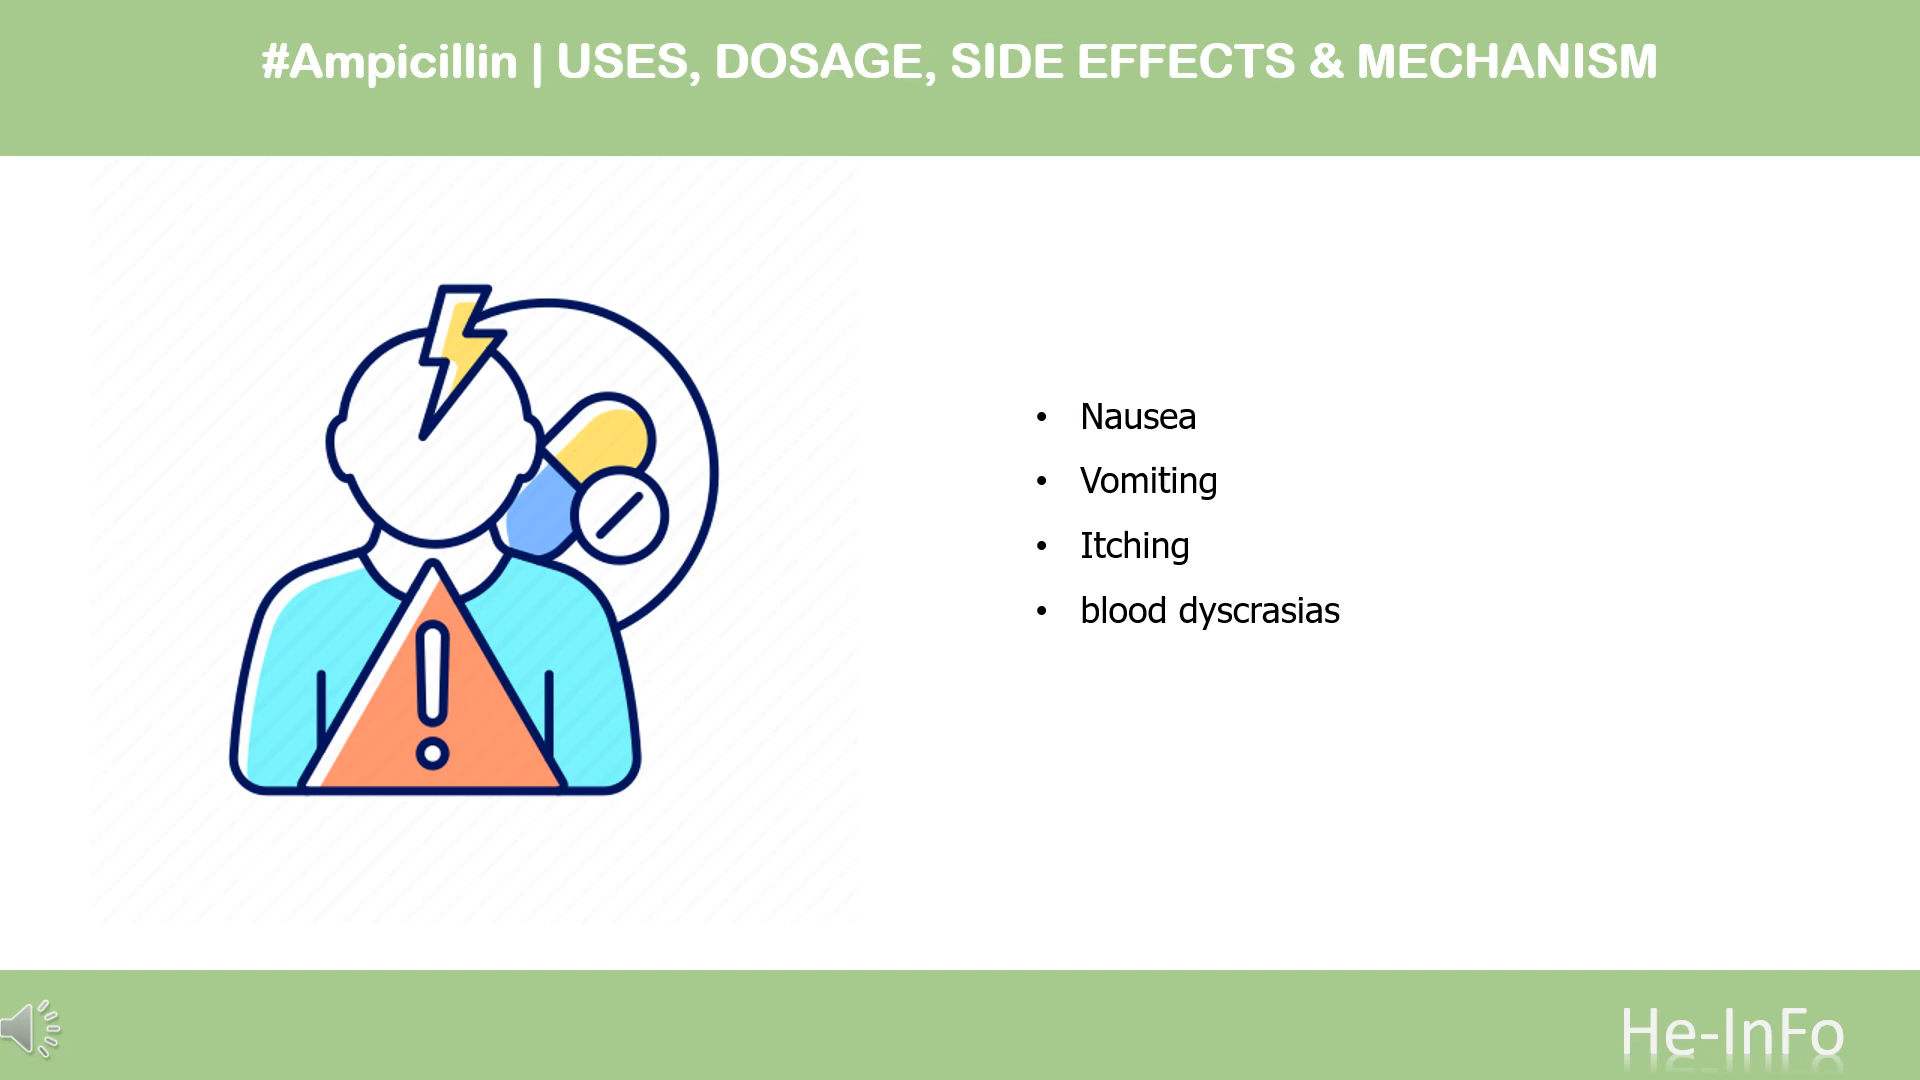 #Ampicillin | USES, DOSAGE, SIDE EFFECTS & MECHANISM
• Nausea
• Vomiting
• Itching
• blood dyscrasias
He-InFo